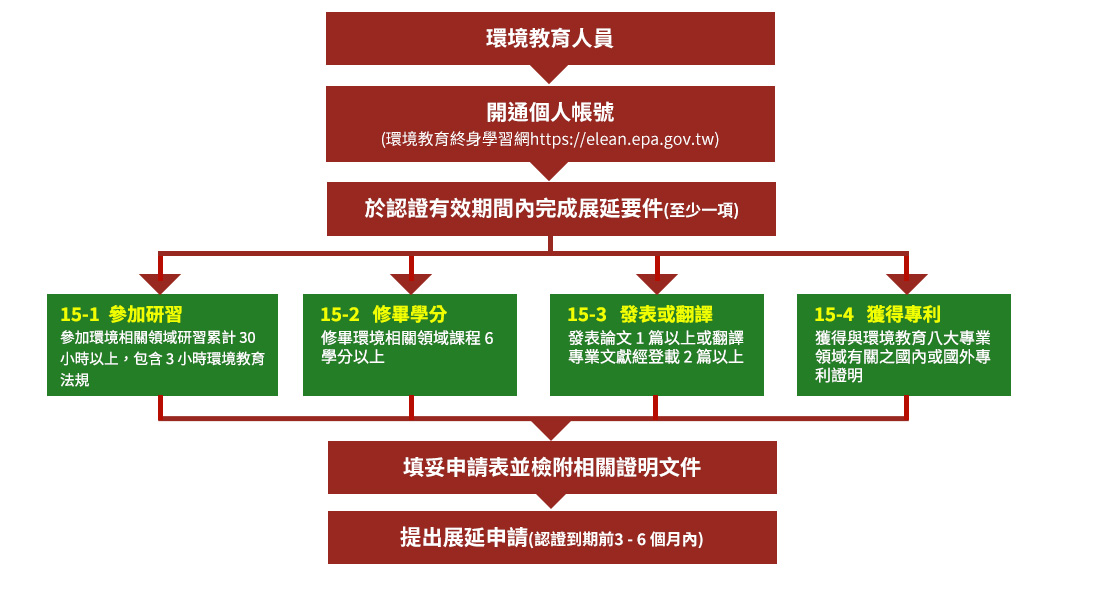 環境教育人員
開通個人帳號
(環境教育終身學習網https://elean.epa.gov.tw)
於認證有效期間內完成展延要件(至少一項)
15-1 參加研習
參加環境相關領域研習累計 30
小時以上，包含 3 小時環境教育
法規
15-2 修畢學分
修畢環境相關領域課程 6
學分以上
15-3 發表或翻譯
發表論文 1 篇以上或翻譯
專業文獻經登載 2 篇以上
15-4 獲得專利
獲得與環境教育八大專業
領域有關之國內或國外專
利證明
填妥申請表並檢附相關證明文件
提出展延申請(認證到期前3 - 6 個月內)